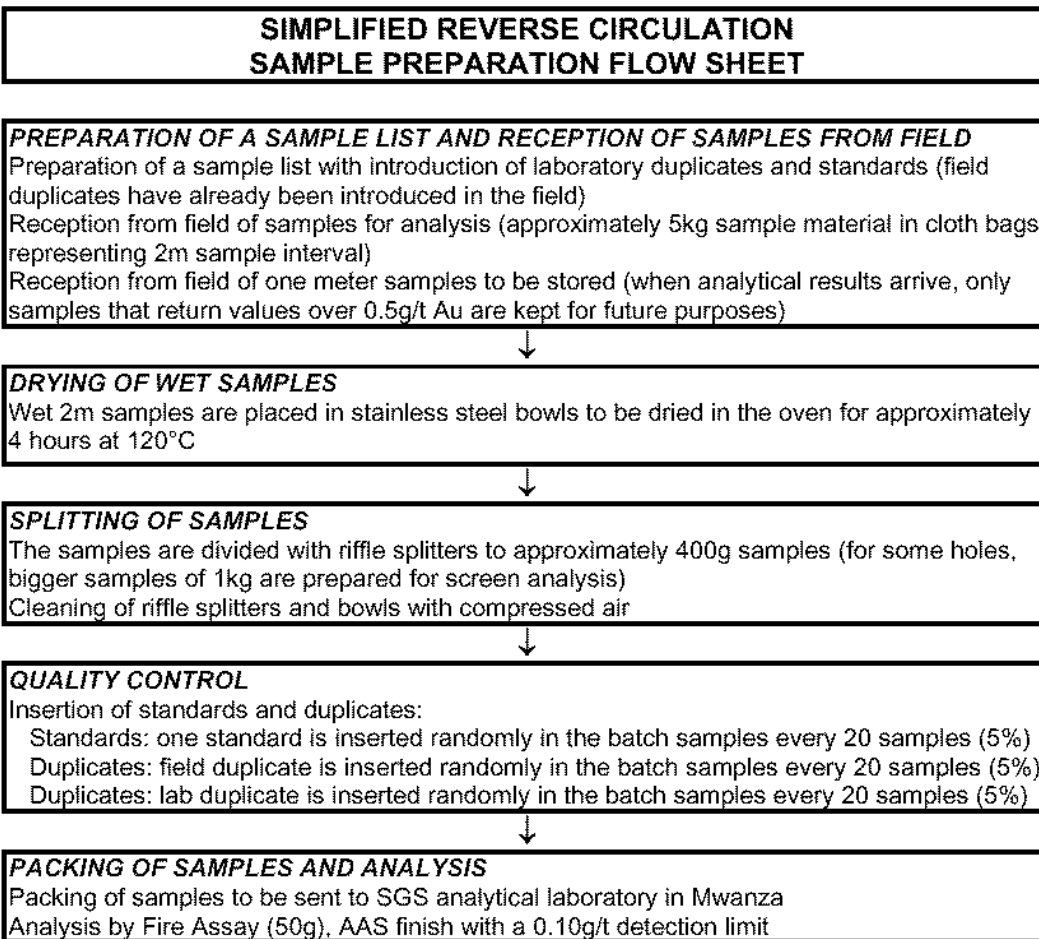 SIMPLIFIED REVERSE CIRCULATION
SAMPLE PREPARATION FLOW SHEET
PREPARATION OF A SAMPLE LIST AND RECEPTION OF SAMPLES FROM FIELD
Preparation of a sample list with introduction of laboratory duplicates and standards (field
duplicates have already been introduced in the field)
Reception from field of samples for analysis (approximately 5kg sample material in cloth bags
representing 2m sample interval)
Reception from field of one meter samples to be stored (when analytical results arrive, only
samples that return values over 0.5g/t Au are kept for future purposes)
↓
DRYING OF WET SAMPLES
Wet 2m samples are placed in stainless steel bowls to be dried in the oven for approximately
4 hours at 120°C
↓
SPLITTING OF SAMPLES
The samples are divided with riffle splitters to approximately 400g samples (for some holes,
bigger samples of 1kg are prepared for screen analysis)
Cleaning of riffle splitters and bowls with compressed air
↓
QUALITY CONTROL
Insertion of standards and duplicates:
Standards: one standard is inserted randomly in the batch samples every 20 samples (5%)
Duplicates: field duplicate is inserted randomly in the batch samples every 20 samples (5%)
Duplicates: lab duplicate is inserted randomly in the batch samples every 20 samples (5%)
↓
PACKING OF SAMPLES AND ANALYSIS
Packing of samples to be sent to SGS analytical laboratory in Mwanza
Analysis by Fire Assay (50g), AAS finish with a 0.10g/t detection limit